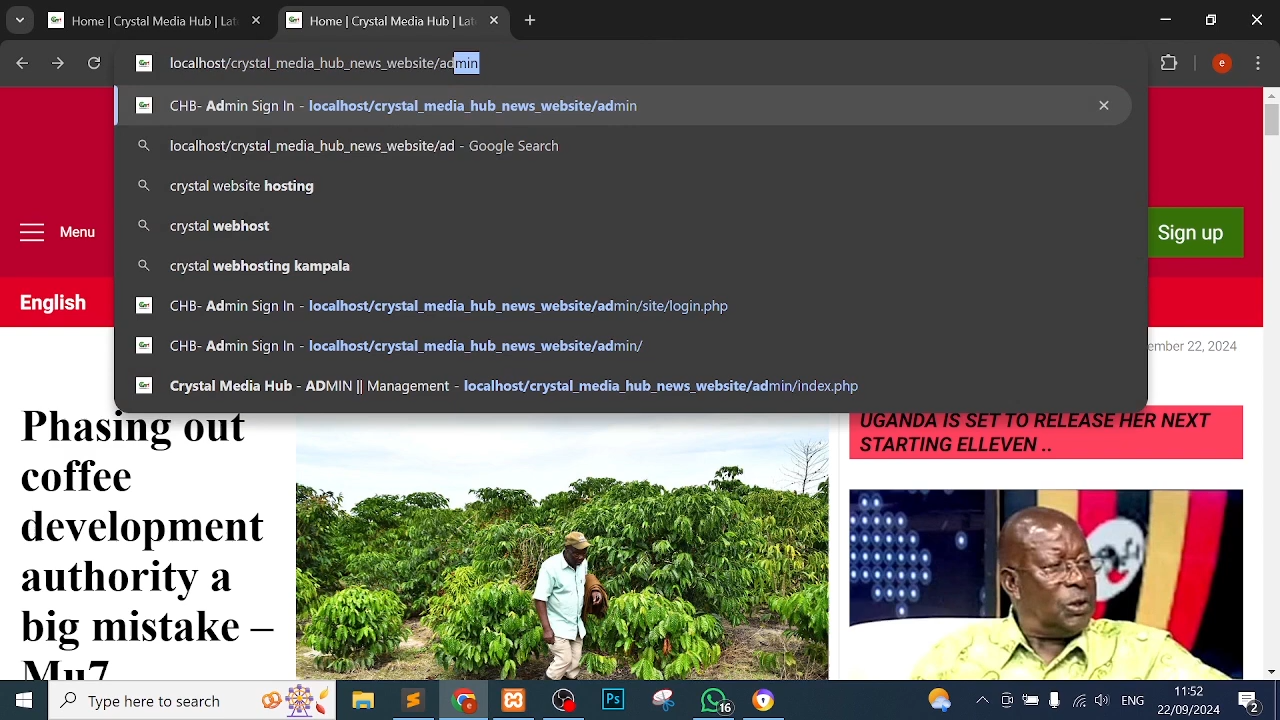 Home | Crystal Media Hub | Lat
Home | Crystal Media Hub | Lat
localhost/crystal_media_hub_news_website/admin
e
CHB- Admin Sign In - localhost/crystal_media_hub_news_website/admin
localhost/crystal_media_hub_news_website/ad - Google Search
crystal website hosting
crystal webhost
crystal webhosting kampala
CHB- Admin Sign In - localhost/crystal_media_hub_news_website/admin/site/login.php
CHB- Admin Sign In - localhost/crystal_media_hub_news_website/admin/
Crystal Media Hub - ADMIN || Management - localhost/crystal_media_hub_news_website/admin/index.php
Menu
Sign up
English
ember 22, 2024
Phasing out
coffee
development
authority a
big mistake –
Mu7
UGANDA IS SET TO RELEASE HER NEXT
STARTING ELLEVEN ..
Type here to search
Ps
16
ENG
11:52
22/09/2024
2